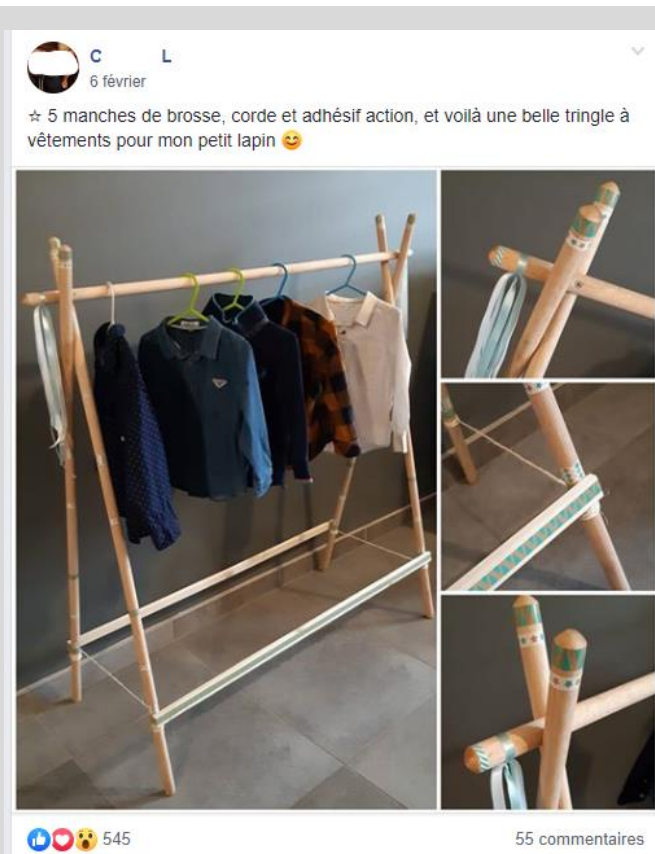 C L
6 février
☆ 5 manches de brosse, corde et adhésif action, et voilà une belle tringle à
vêtements pour mon petit lapin 😊
545
55 commentaires